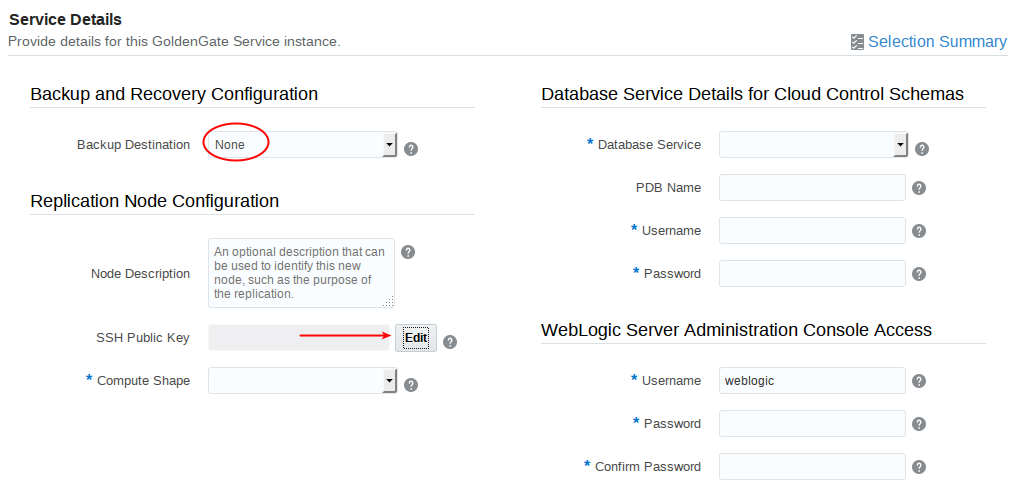 Service Details
Provide details for this GoldenGate Service instance.
Selection Summary
Backup and Recovery Configuration
Backup Destination None
Replication Node Configuration
Node Description An optional description that can
be used to identify this new
node, such as the purpose of
the replication.
SSH Public Key Edit
* Compute Shape
Database Service Details for Cloud Control Schemas
* Database Service
PDB Name
* Username
* Password
WebLogic Server Administration Console Access
* Username weblogic
* Password
* Confirm Password